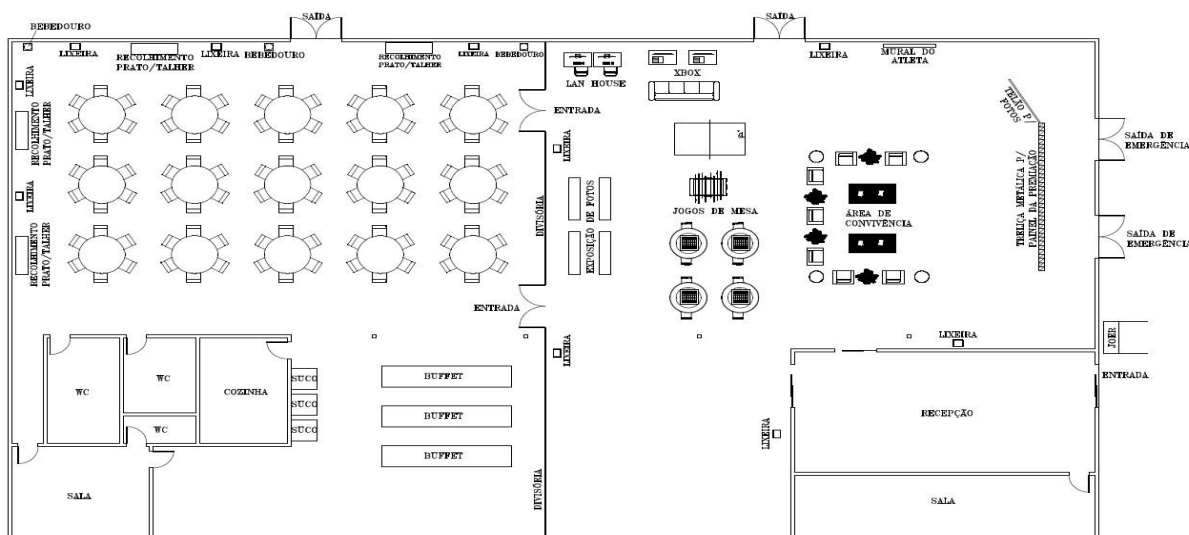 SAÍDA
SAÍDA
BEBEDOURO
LIXEIRA
RECOLHIMENTO
PRATO/TALHER
LIXEIRA
BEBEDOURO
RECOLHIMENTO
PRATO/TALHER
LIXEIRA
BEBEDOURO
LAN HOUSE
XBOX
LIXEIRA
MURAL DO
ATLETA
LIXEIRA
RECOLHIMENTO
PRATO/TALHER
LIXEIRA
RECOLHIMENTO
PRATO/TALHER
ENTRADA
LIXEIRA
DIVISÓRIA
EXPOSIÇÃO DE FOTOS
JOGOS DE MESA
ÁREA DE
CONVIVÊNCIA
TELÃO P/
FOTOS
TRELIÇA METÁLICA P/
PAINEL DA PREMIAÇÃO
SAÍDA DE
EMERGÊNCIA
SAÍDA DE
EMERGÊNCIA
ENTRADA
LIXEIRA
LIXEIRA
JOER
ENTRADA
WC
WC
WC
COZINHA
SUCO
SUCO
SUCO
BUFFET
BUFFET
BUFFET
DIVISÓRIA
LIXEIRA
RECEPÇÃO
SALA
SALA